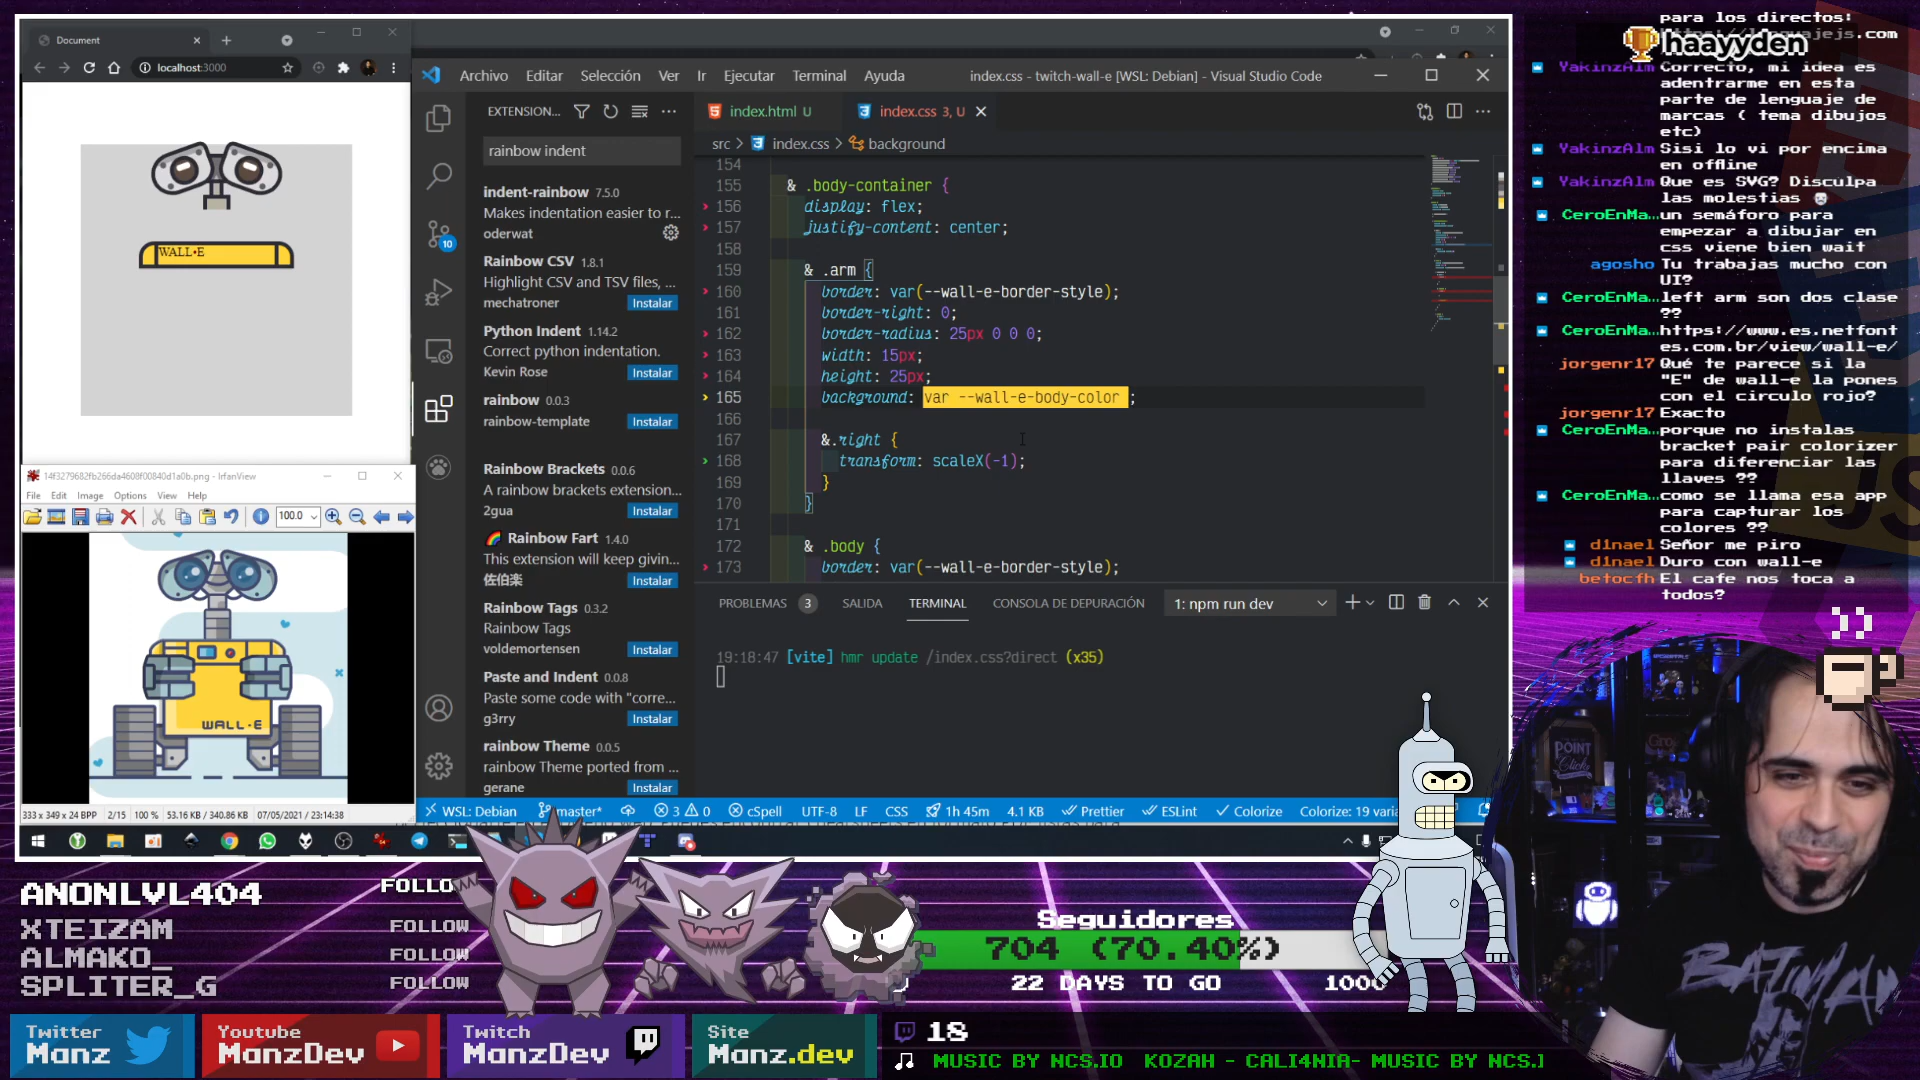 Document
localhost:3000
WALL•E
14f3279682fb266da4608f00840d1a0b.png - IrfanView
File Edit Image Options View Help
100.0
WALL·E
333 x 349 x 24 BPP 2/15 100 % 53.16 KB / 340.86 KB 07/05/2021 / 23:14:38
Archivo Editar Selección Ver Ir Ejecutar Terminal Ayuda
index.css - twitch-wall-e [WSL: Debian] - Visual Studio Code
10
EXTENSION...
rainbow indent
indent-rainbow 7.5.0
Makes indentation easier to r...
oderwat
Rainbow CSV 1.8.1
Highlight CSV and TSV files, ...
mechatroner Instalar
Python Indent 1.14.2
Correct python indentation.
Kevin Rose Instalar
rainbow 0.0.3
rainbow-template Instalar
Rainbow Brackets 0.0.6
A rainbow brackets extension...
2gua Instalar
Rainbow Fart 1.4.0
This extension will keep givin...
佐伯楽 Instalar
Rainbow Tags 0.3.2
Rainbow Tags
voldemortensen Instalar
Paste and Indent 0.0.8
Paste some code with "corre...
g3rry Instalar
rainbow Theme 0.0.5
rainbow Theme ported from ...
gerane Instalar
index.html U
index.css 3, U
src > index.css > background
154
155 & .body-container {
156 display: flex;
157 justify-content: center;
158
159 & .arm {
160 border: var(--wall-e-border-style);
161 border-right: 0;
162 border-radius: 25px 0 0 0;
163 width: 15px;
164 height: 25px;
165 background: var --wall-e-body-color ;
166
167 &.right {
168 transform: scaleX(-1);
169 }
170 }
171
172 & .body {
173 border: var(--wall-e-border-style);
PROBLEMAS 3 SALIDA TERMINAL CONSOLA DE DEPURACIÓN 1: npm run dev
19:18:47 [vite] hmr update /index.css?direct (x35)
WSL: Debian master* 3 0 cSpell UTF-8 LF CSS 1h 45m 4.1 KB Prettier ESLint Colorize Colorize: 19 varia
para los directos:
https://lenguajejs.com
haayyden
YakinzAlm Correcto, mi idea es
adentrarme en esta
parte de lenguaje de
marcas ( tema dibujos
etc)
YakinzAlm Sisi lo vi por encima
en offline
YakinzAlm Que es SVG? Disculpa
las molestias
CeroEnMa… un semáforo para
empezar a dibujar en
css viene bien wait
agosho Tu trabajas mucho con
UI?
CeroEnMa… left arm son dos clase
??
CeroEnMa… https://www.es.netfont
es.com.br/view/wall-e/
jorgenr17 Qué te parece si la
"E" de wall-e la pones
con el circulo rojo?
jorgenr17 Exacto
CeroEnMa… porque no instalas
bracket pair colorizer
para diferenciar las
llaves ??
CeroEnMa… como se llama esa app
para capturar los
colores ??
d1nael Señor me piro
d1nael Duro con wall-e
betocfh El cafe nos toca a
todos?
POINT
Click
ANONLVL404 FOLLO
XTEIZAM FOLLOW
ALMAKO_ FOLLOW
SPLITER_G FOLLOW
Seguidores
704 (70.40%)
22 DAYS TO GO 1000
Twitter
Manz
Youtube
ManzDev
Twitch
ManzDev
Site
Manz.dev
18
MUSIC BY NCS.IO KOZAH - CALI4NIA- MUSIC BY NCS.I